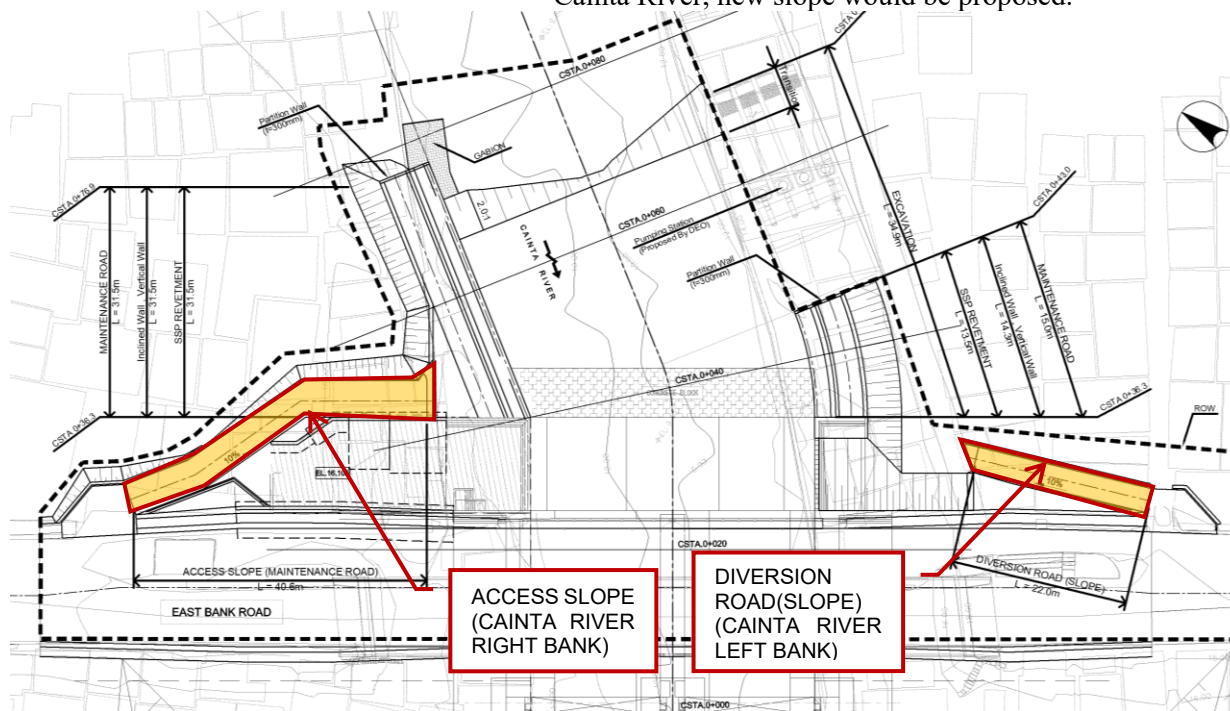 Cainta River, new slope would be proposed.
CSTA.0+080
Partition Wall
(t=300mm)
GABION
Transition
CSTA.0+76.9
2.0:1
CAINTA RIVER
CSTA.0+060
Pumping Station
(Proposed By DEO)
Partition Wall
(t=300mm)
EXCAVATION
L = 34.9m
CSTA.0+43.0
MAINTENANCE ROAD
L = 31.5m
Inclined Wall Vertical Wall
L = 31.5m
SSP REVETMENT
L = 31.5m
SSP REVETMENT
L = 13.5m
Inclined Wall Vertical Wall
L = 14.3m
MAINTENANCE ROAD
L = 15.0m
CSTA.0+040
CONCRETE BLOCK
CSTA.0+36.3
CSTA.0+36.3
ROW
10%
EL.16.10
10%
CSTA.0+020
ACCESS SLOPE (MAINTENANCE ROAD)
L = 40.6m
DIVERSION ROAD (SLOPE)
L = 22.0m
EAST BANK ROAD
ACCESS SLOPE
(CAINTA RIVER
RIGHT BANK)
DIVERSION
ROAD(SLOPE)
(CAINTA RIVER
LEFT BANK)
CSTA.0+000